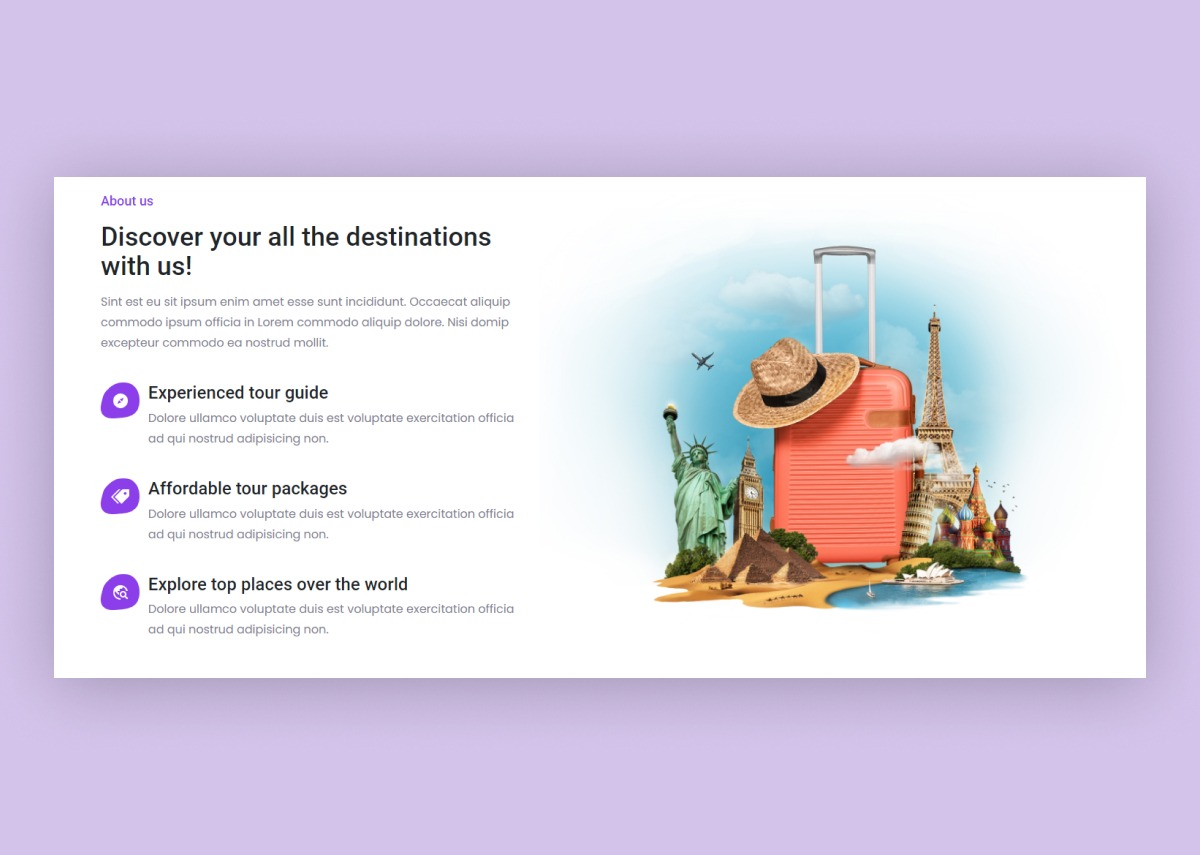 About us
Discover your all the destinations
with us!
Sint est eu sit ipsum enim amet esse sunt incididunt. Occaecat aliquip
commodo ipsum officia in Lorem commodo aliquip dolore. Nisi domip
excepteur commodo ea nostrud mollit.
Experienced tour guide
Dolore ullamco voluptate duis est voluptate exercitation officia
ad qui nostrud adipisicing non.
Affordable tour packages
Dolore ullamco voluptate duis est voluptate exercitation officia
ad qui nostrud adipisicing non.
Explore top places over the world
Dolore ullamco voluptate duis est voluptate exercitation officia
ad qui nostrud adipisicing non.